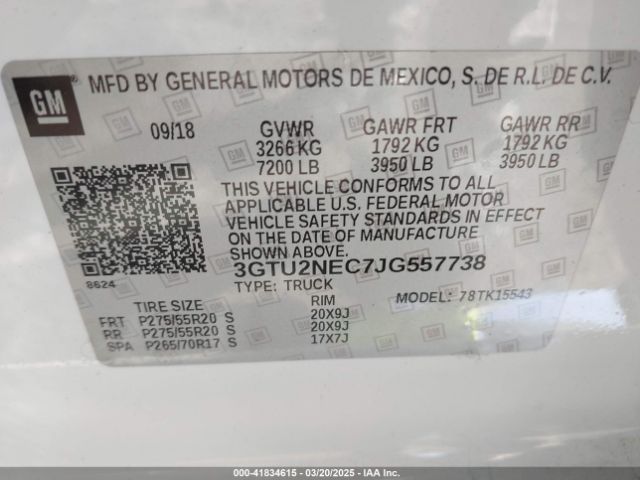 GM
MFD BY GENERAL MOTORS DE MEXICO, S. DE R.L. DE C.V.
09/18 GVWR GAWR FRT GAWR RR
3266 KG 1792 KG 1792 KG
7200 LB 3950 LB 3950 LB
THIS VEHICLE CONFORMS TO ALL
APPLICABLE U.S. FEDERAL MOTOR
VEHICLE SAFETY STANDARDS IN EFFECT
ON THE DATE OF MANUFACTURE
SHOWN ABOVE.
8624 3GTU2NEC7JG557738
TYPE: TRUCK MODEL: 78TK15543
TIRE SIZE RIM
FRT P275/55R20 S 20X9J
RR P275/55R20 S 20X9J
SPA P265/70R17 S 17X7J
000-41834615 - 03/20/2025 - IAA Inc.